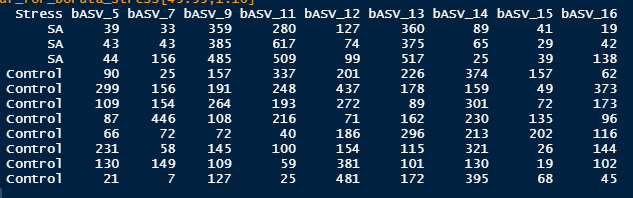 Stress bASV_5 bASV_7 bASV_9 bASV_11 bASV_12 bASV_13 bASV_14 bASV_15 bASV_16
SA 39 33 359 280 127 360 89 41 19
SA 43 43 385 617 74 375 65 29 42
SA 44 156 485 509 99 517 25 39 138
Control 90 25 157 337 201 226 374 157 62
Control 299 156 191 248 437 178 159 49 373
Control 109 154 264 193 272 89 301 72 173
Control 87 446 108 216 71 162 230 135 96
Control 66 72 72 40 186 296 213 202 116
Control 231 58 145 100 154 115 321 26 144
Control 130 149 109 59 381 101 130 19 102
Control 21 7 127 25 481 172 395 68 45